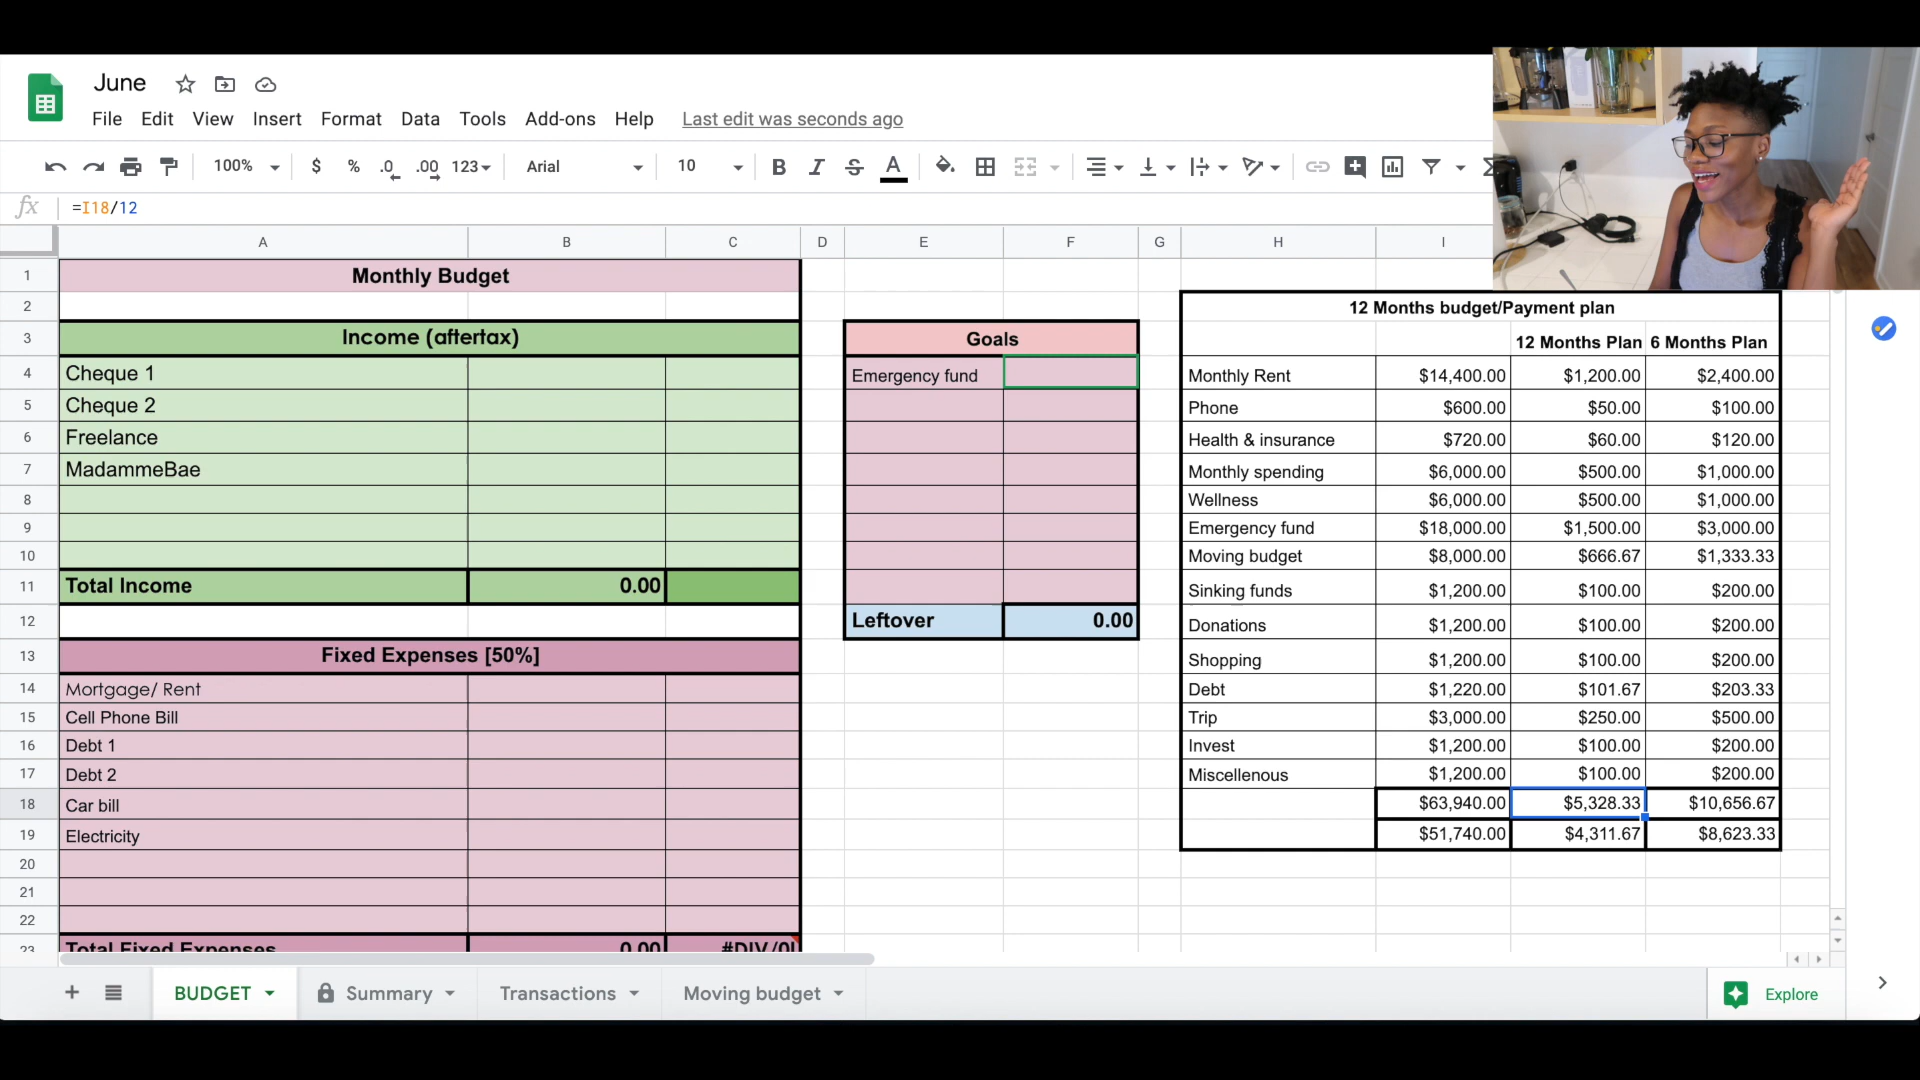 June
File Edit View Insert Format Data Tools Add-ons Help Last edit was seconds ago
100% $ % .0 .00 123 Arial 10 B I S A
fx =I18/12
A B C D E F G H I
1 Monthly Budget
2 12 Months budget/Payment plan
3 Income (aftertax) Goals 12 Months Plan 6 Months Plan
4 Cheque 1 Emergency fund Monthly Rent $14,400.00 $1,200.00 $2,400.00
5 Cheque 2 Phone $600.00 $50.00 $100.00
6 Freelance Health & insurance $720.00 $60.00 $120.00
7 MadammeBae Monthly spending $6,000.00 $500.00 $1,000.00
8 Wellness $6,000.00 $500.00 $1,000.00
9 Emergency fund $18,000.00 $1,500.00 $3,000.00
10 Moving budget $8,000.00 $666.67 $1,333.33
11 Total Income 0.00 Sinking funds $1,200.00 $100.00 $200.00
12 Leftover 0.00 Donations $1,200.00 $100.00 $200.00
13 Fixed Expenses [50%] Shopping $1,200.00 $100.00 $200.00
14 Mortgage/ Rent Debt $1,220.00 $101.67 $203.33
15 Cell Phone Bill Trip $3,000.00 $250.00 $500.00
16 Debt 1 Invest $1,200.00 $100.00 $200.00
17 Debt 2 Miscellenous $1,200.00 $100.00 $200.00
18 Car bill $63,940.00 $5,328.33 $10,656.67
19 Electricity $51,740.00 $4,311.67 $8,623.33
20
21
22
23 Total Fixed Expenses 0.00 #DIV/0!
BUDGET Summary Transactions Moving budget Explore